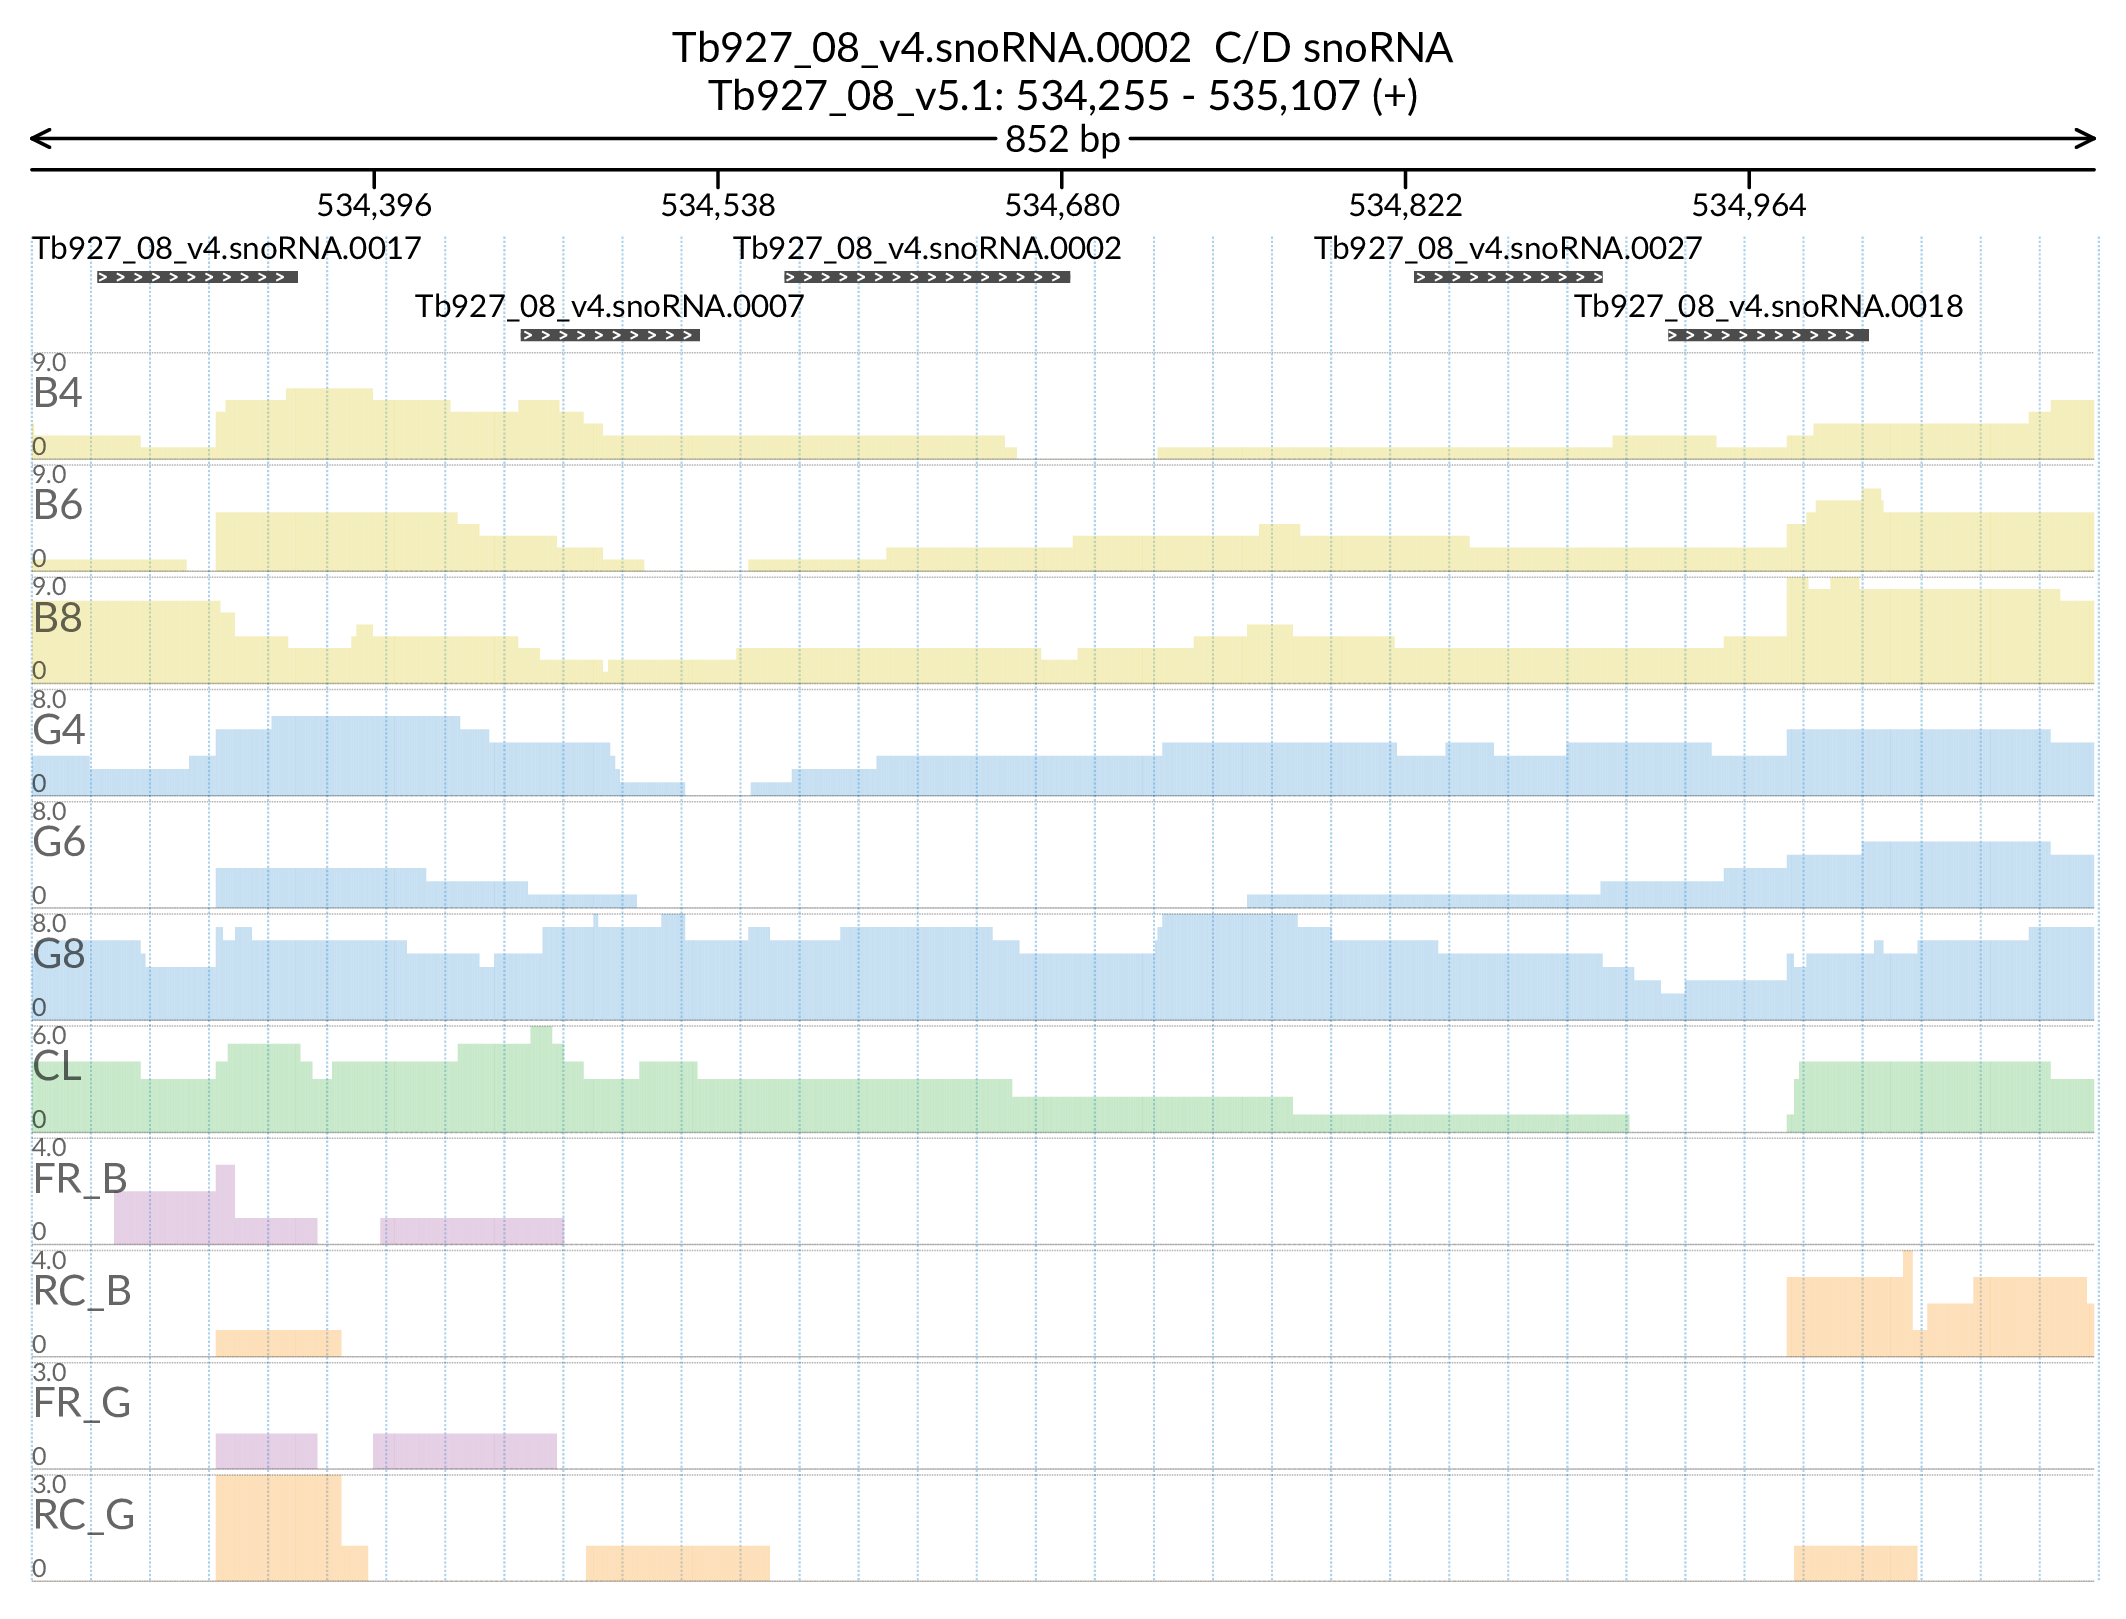 Tb927_08_v4.snoRNA.0002 C/D snoRNA
Tb927_08_v5.1: 534,255 - 535,107 (+)
852 bp
534,396 534,538 534,680 534,822 534,964
Tb927_08_v4.snoRNA.0017 Tb927_08_v4.snoRNA.0002 Tb927_08_v4.snoRNA.0027
Tb927_08_v4.snoRNA.0007 Tb927_08_v4.snoRNA.0018
9.0
B4
0
9.0
B6
0
9.0
B8
0
8.0
G4
0
8.0
G6
0
8.0
G8
0
6.0
CL
0
4.0
FR_B
0
4.0
RC_B
0
3.0
FR_G
0
3.0
RC_G
0